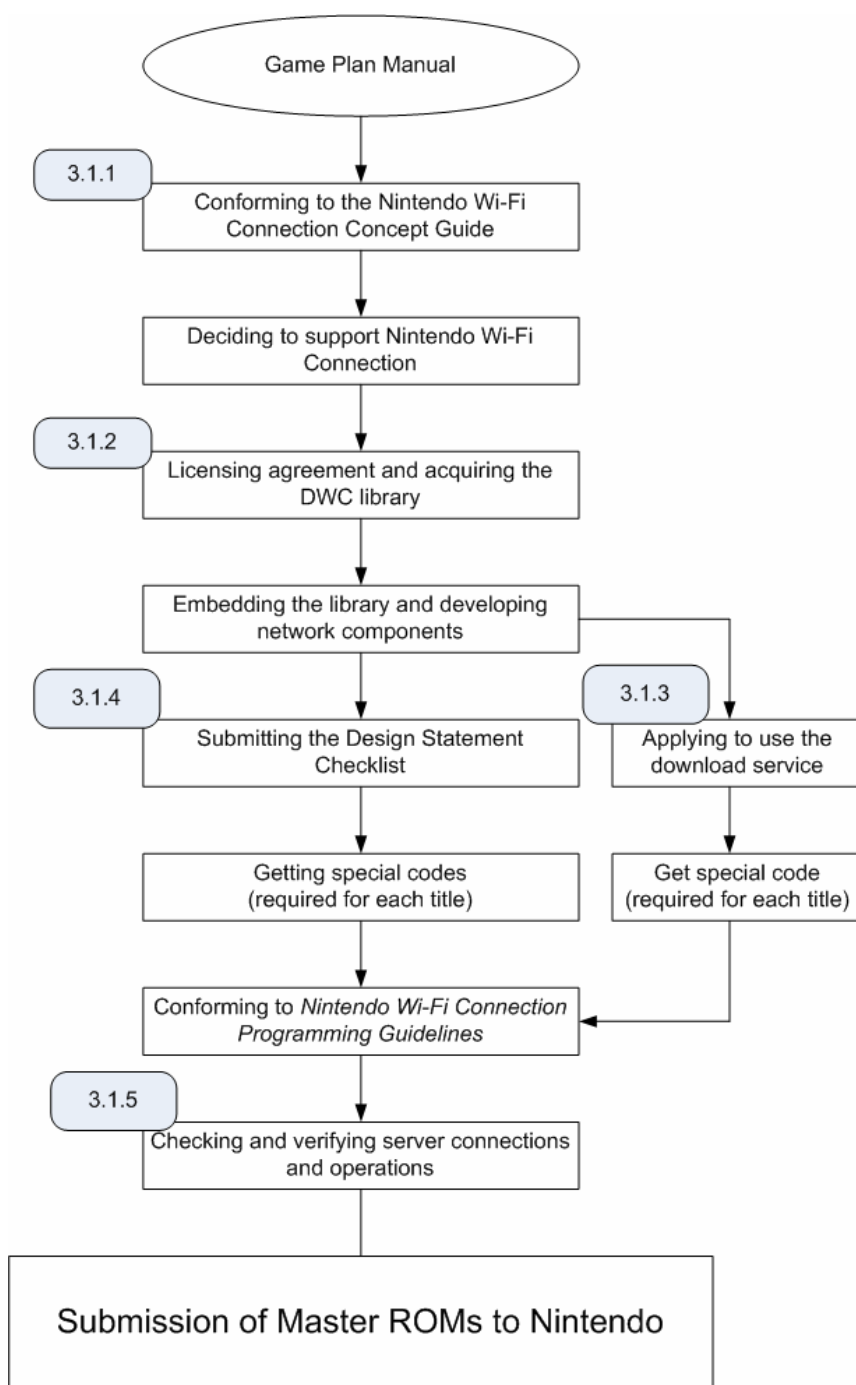 Game Plan Manual
3.1.1
Conforming to the Nintendo Wi-Fi
Connection Concept Guide
Deciding to support Nintendo Wi-Fi
Connection
3.1.2
Licensing agreement and acquiring the
DWC library
Embedding the library and developing
network components
3.1.4
Submitting the Design Statement
Checklist
3.1.3
Applying to use the
download service
Getting special codes
(required for each title)
Get special code
(required for each title)
Conforming to Nintendo Wi-Fi Connection
Programming Guidelines
3.1.5
Checking and verifying server connections
and operations
Submission of Master ROMs to Nintendo